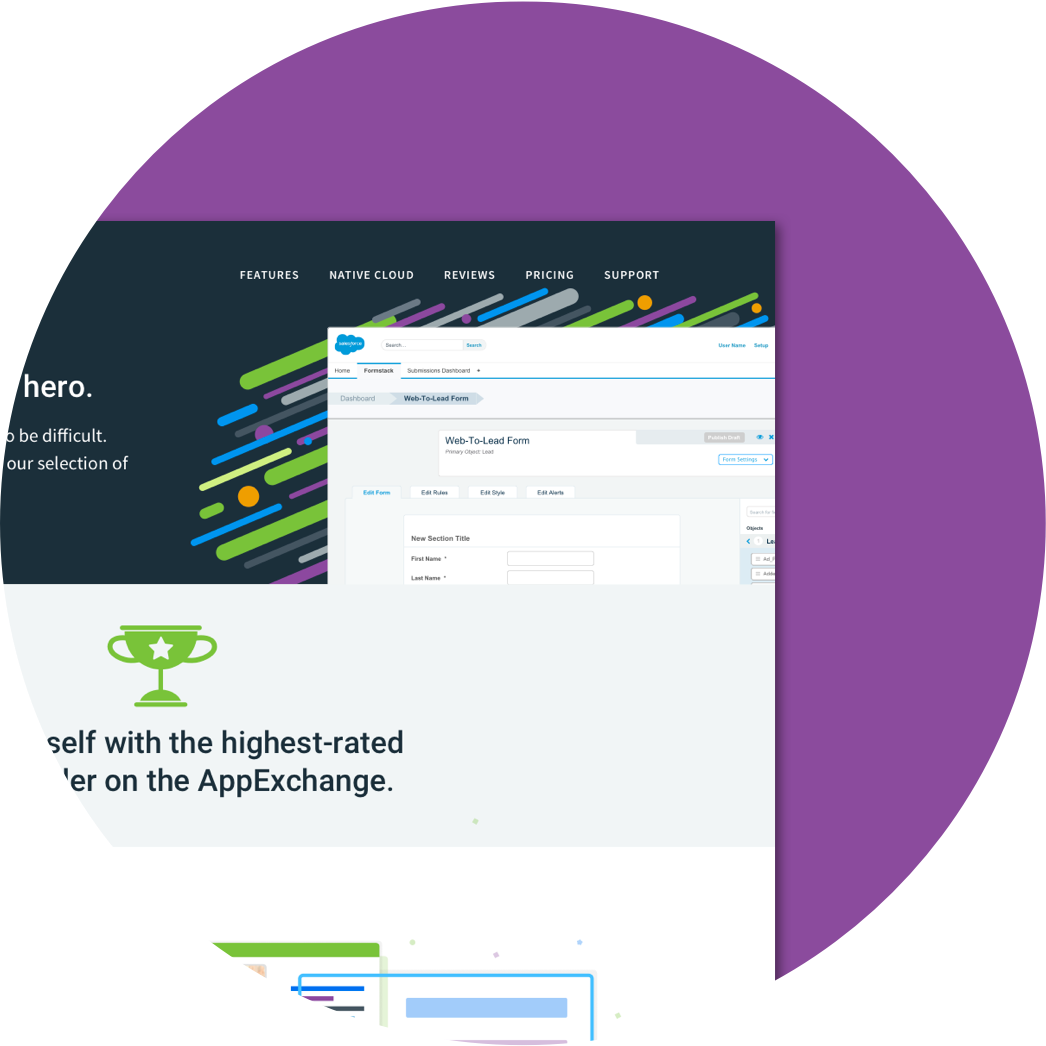 FEATURES NATIVE CLOUD REVIEWS PRICING SUPPORT
hero.
o be difficult.
our selection of
salesforce Search... Search User Name Setup
Home Formstack Submissions Dashboard
Dashboard Web-To-Lead Form
Web-To-Lead Form Publish Draft
Primary Object: Lead
Form Settings
Edit Form Edit Rules Edit Style Edit Alerts
Objects
New Section Title
First Name *
Last Name *
self with the highest-rated
er on the AppExchange.